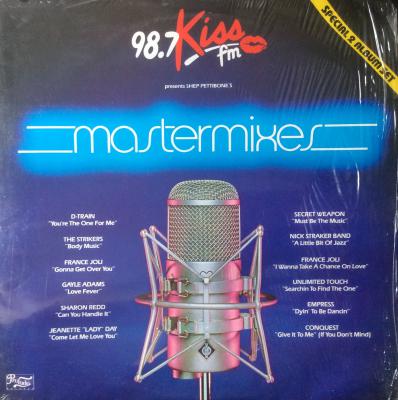 SPECIAL 2 ALBUM SET
98.7 Kiss fm
presents SHEP PETTIBONE'S
mastermixes
D-TRAIN
"You're The One For Me"
THE STRIKERS
"Body Music"
FRANCE JOLI
"Gonna Get Over You"
GAYLE ADAMS
"Love Fever"
SHARON REDD
"Can You Handle It"
JEANETTE "LADY" DAY
"Come Let Me Love You"
SECRET WEAPON
"Must Be The Music"
NICK STRAKER BAND
"A Little Bit Of Jazz"
FRANCE JOLI
"I Wanna Take A Chance On Love"
UNLIMITED TOUCH
"Searchin To Find The One"
EMPRESS
"Dyin' To Be Dancin"
CONQUEST
"Give It To Me" (If You Don't Mind)
Prelude